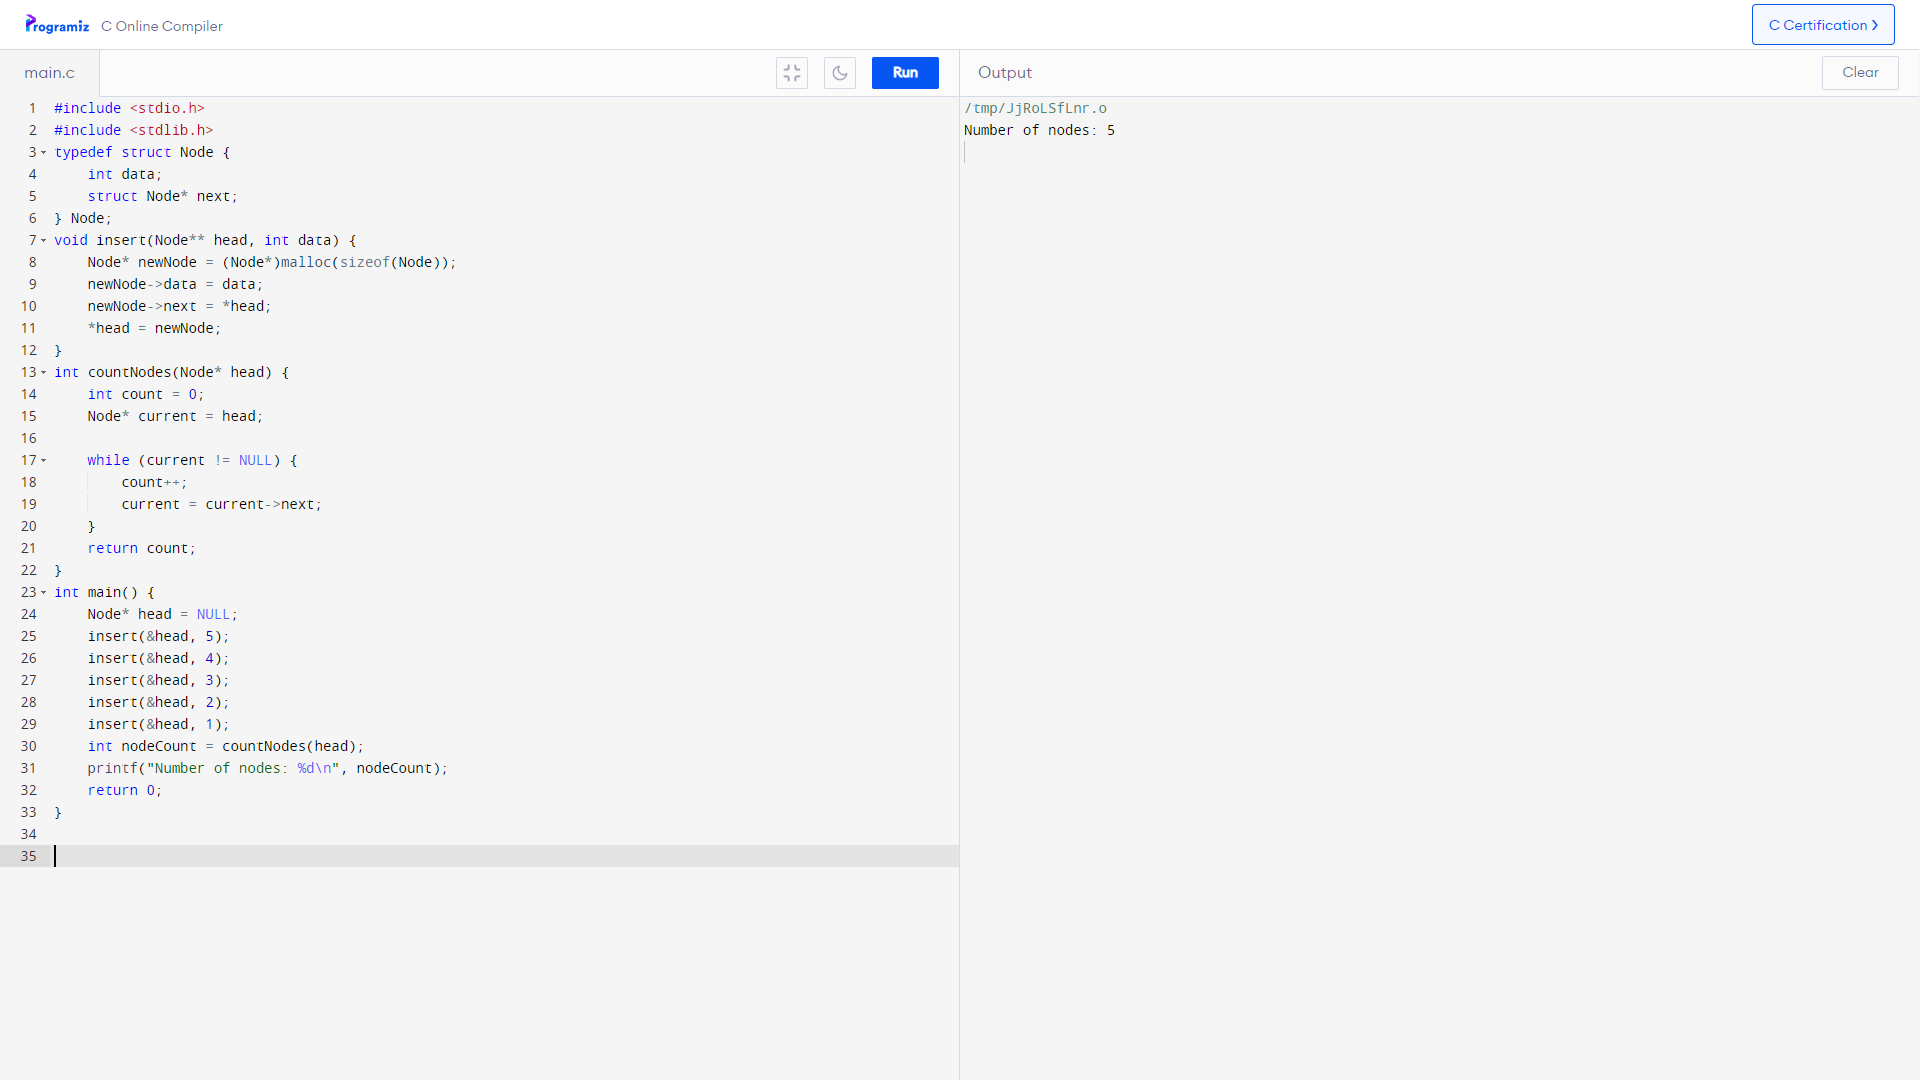 Programiz C Online Compiler
C Certification >
main.c
Run
Output
Clear
1 #include <stdio.h>
2 #include <stdlib.h>
3 typedef struct Node {
4     int data;
5     struct Node* next;
6 } Node;
7 void insert(Node** head, int data) {
8     Node* newNode = (Node*)malloc(sizeof(Node));
9     newNode->data = data;
10     newNode->next = *head;
11     *head = newNode;
12 }
13 int countNodes(Node* head) {
14     int count = 0;
15     Node* current = head;
16
17     while (current != NULL) {
18         count++;
19         current = current->next;
20     }
21     return count;
22 }
23 int main() {
24     Node* head = NULL;
25     insert(&head, 5);
26     insert(&head, 4);
27     insert(&head, 3);
28     insert(&head, 2);
29     insert(&head, 1);
30     int nodeCount = countNodes(head);
31     printf("Number of nodes: %d\n", nodeCount);
32     return 0;
33 }
34
35
/tmp/JjRoLSfLnr.o
Number of nodes: 5